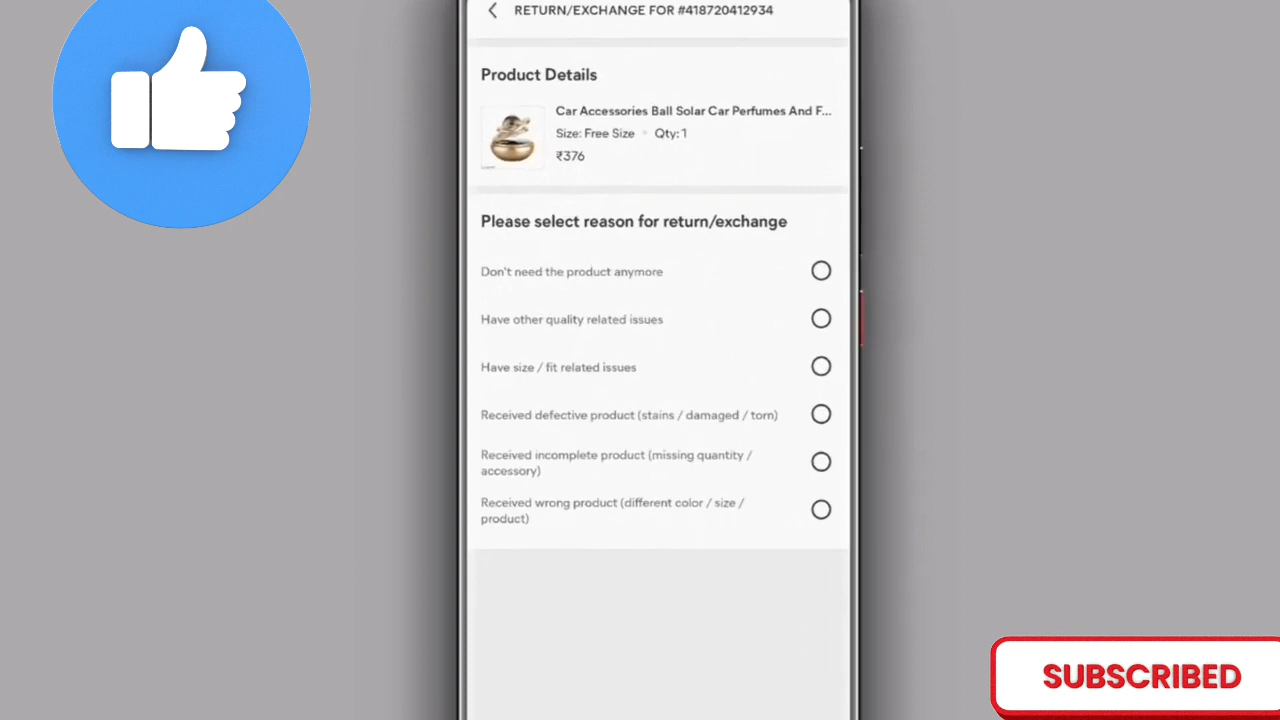 RETURN/EXCHANGE FOR #418720412934
Product Details
Car Accessories Ball Solar Car Perfumes And F...
Size: Free Size • Qty: 1
₹376
Please select reason for return/exchange
Don't need the product anymore
Have other quality related issues
Have size / fit related issues
Received defective product (stains / damaged / torn)
Received incomplete product (missing quantity /
accessory)
Received wrong product (different color / size /
product)
SUBSCRIBED